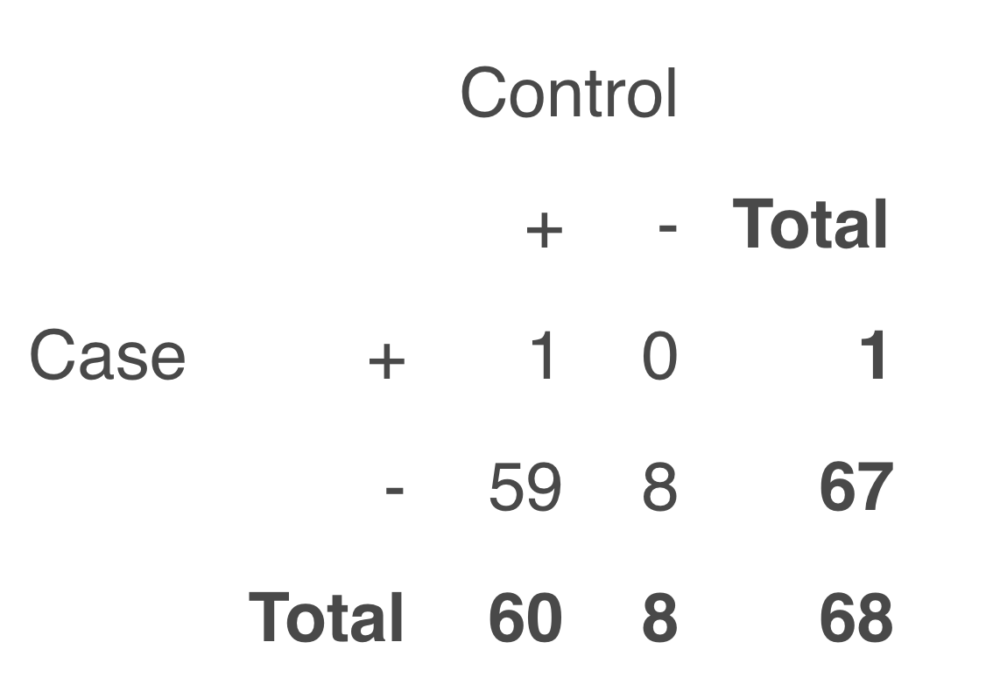 Control
+ - Total
Case + 1 0 1
- 59 8 67
Total 60 8 68